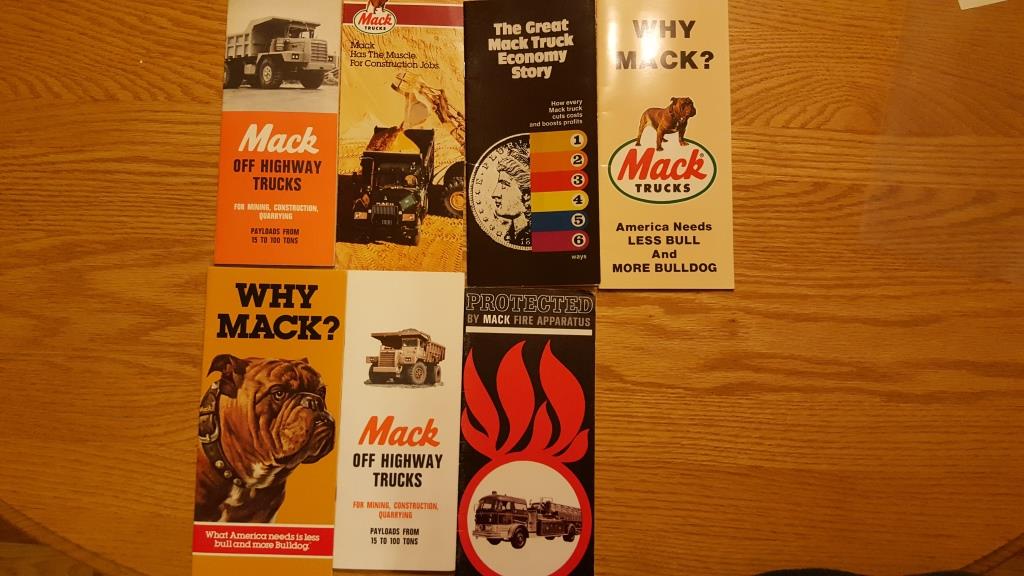 Mack
OFF HIGHWAY
TRUCKS
FOR MINING, CONSTRUCTION,
QUARRYING
PAYLOADS FROM
15 TO 100 TONS
Mack
TRUCKS
Mack
Has The Muscle
For Construction Jobs.
The Great
Mack Truck
Economy
Story
How every
Mack truck
cuts costs
and boosts profits
1
2
3
4
5
6
ways
WHY
MACK?
Mack
TRUCKS
America Needs
LESS BULL
And
MORE BULLDOG
WHY
MACK?
What America needs is less
bull and more Bulldog.
Mack
OFF HIGHWAY
TRUCKS
FOR MINING, CONSTRUCTION,
QUARRYING
PAYLOADS FROM
15 TO 100 TONS
PROTECTED
BY MACK FIRE APPARATUS